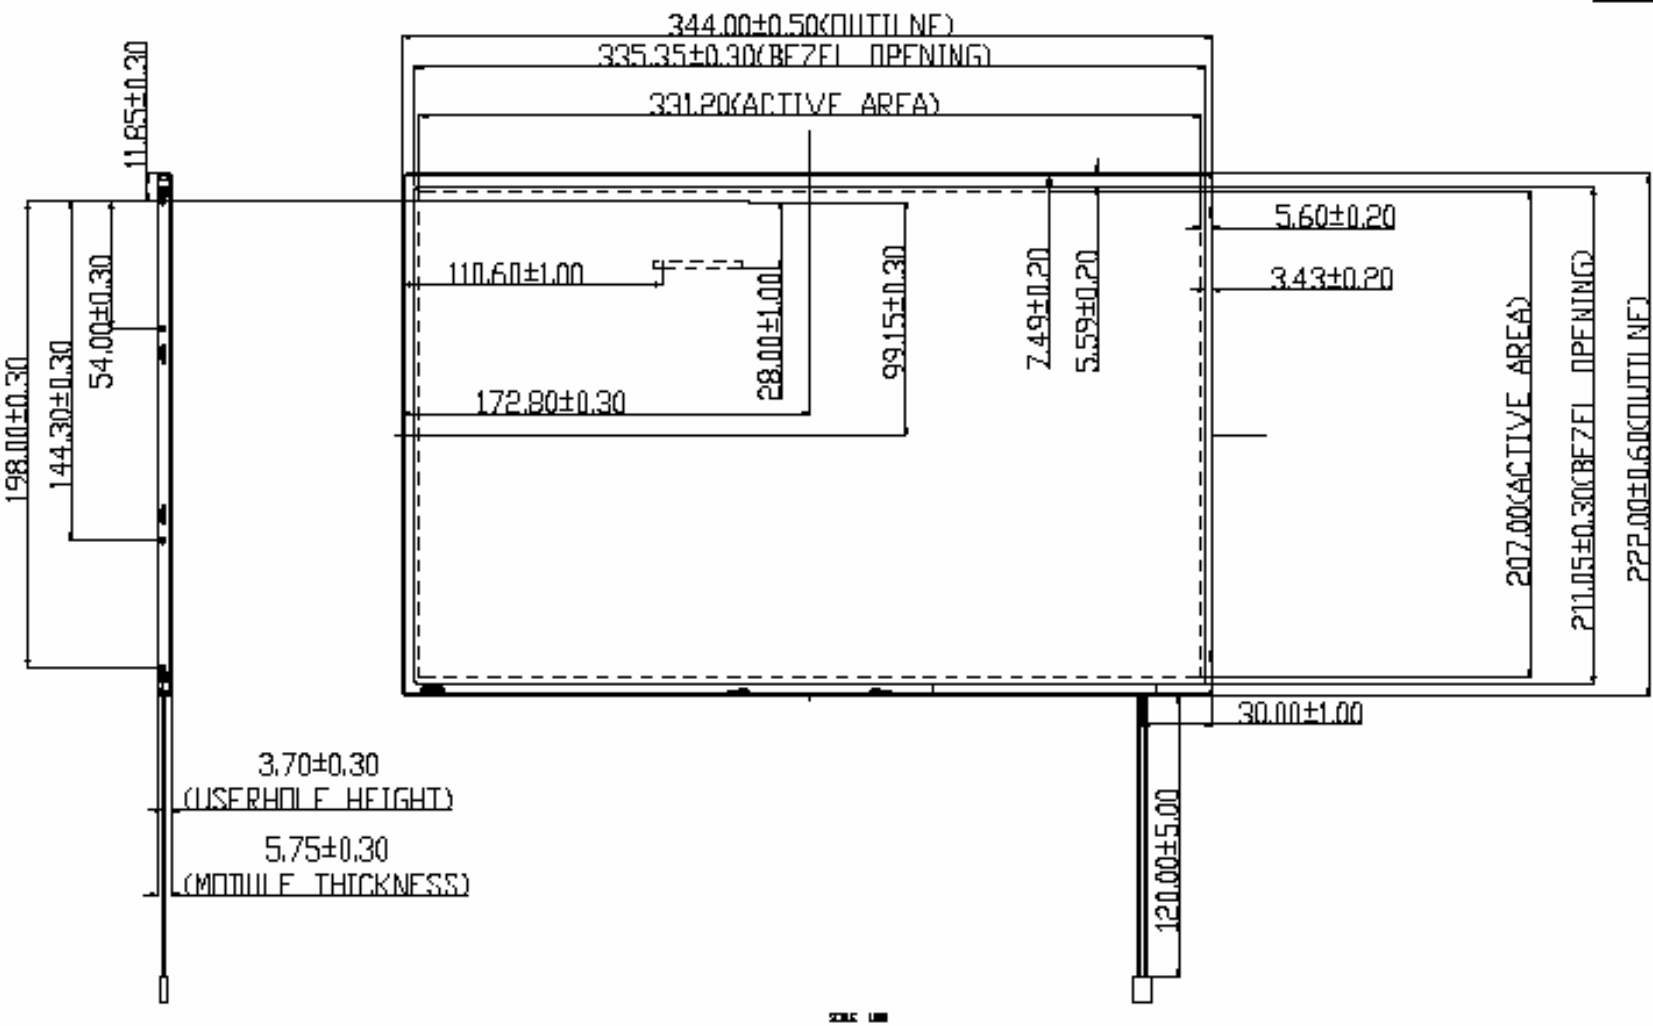 344.00±0.50(OUTILNE)
335.35±0.30(BEZEL OPENING)
331.20(ACTIVE AREA)
11.85±0.30
5.60±0.20
110.60±1.00
3.43±0.20
54.00±0.30
28.00±1.00
99.15±0.30
7.49±0.20
5.59±0.20
198.00±0.30
144.30±0.30
172.80±0.30
207.00(ACTIVE AREA)
211.05±0.30(BEZEL OPENING)
222.00±0.60(OUTILNE)
30.00±1.00
3.70±0.30
(USERHOLE HEIGHT)
5.75±0.30
(MODULE THICKNESS)
120.00±5.00
SCALE